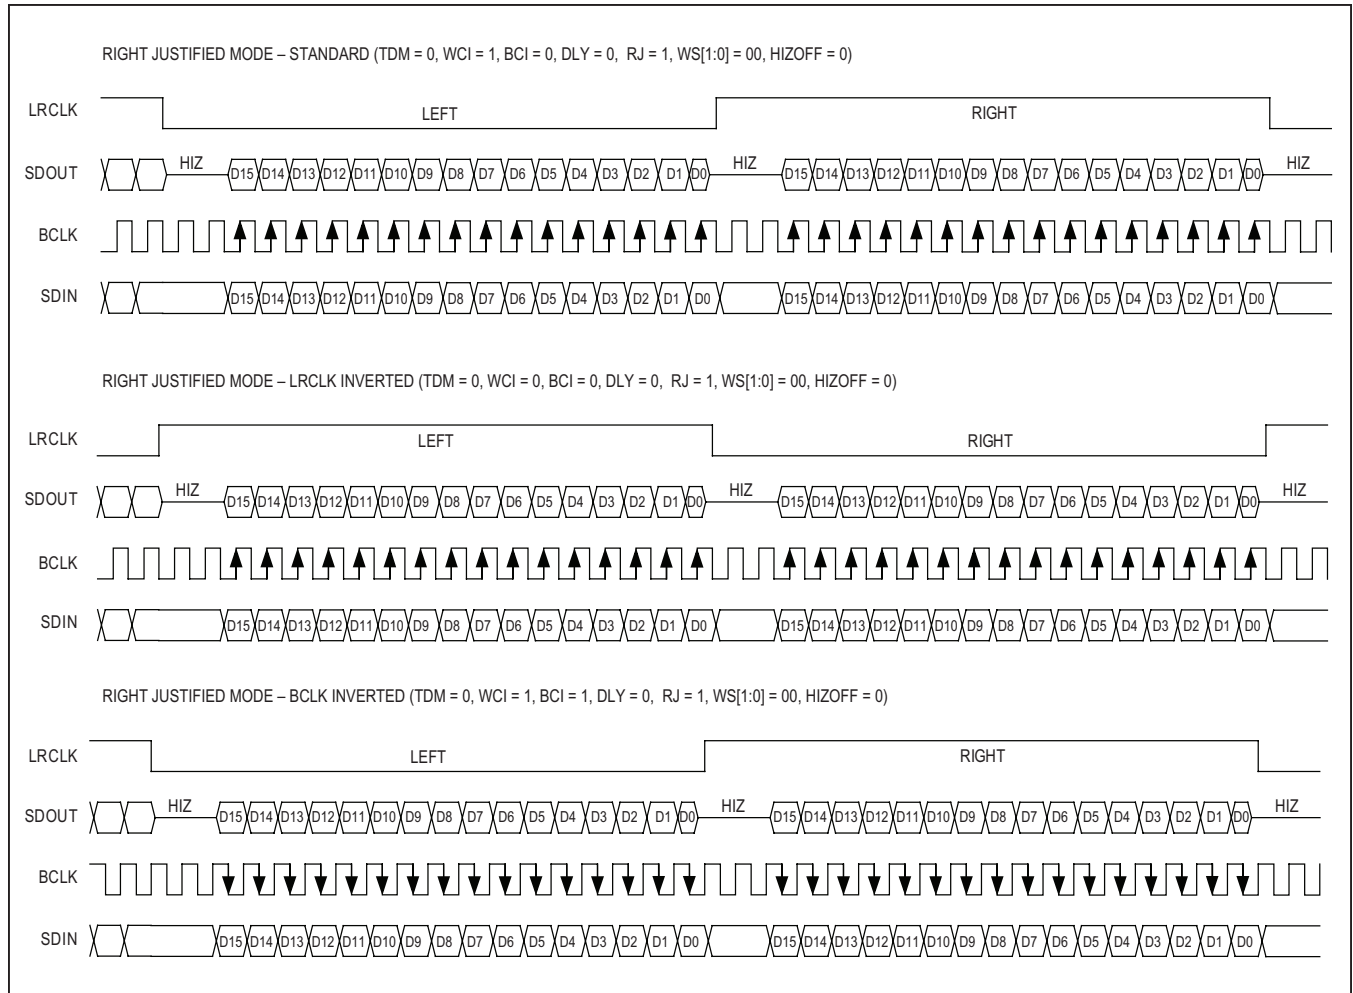 RIGHT JUSTIFIED MODE – STANDARD (TDM = 0, WCI = 1, BCI = 0, DLY = 0, RJ = 1, WS[1:0] = 00, HIZOFF = 0)
LRCLK LEFT RIGHT
SDOUT HIZ D15 D14 D13 D12 D11 D10 D9 D8 D7 D6 D5 D4 D3 D2 D1 D0 HIZ D15 D14 D13 D12 D11 D10 D9 D8 D7 D6 D5 D4 D3 D2 D1 D0 HIZ
BCLK
SDIN D15 D14 D13 D12 D11 D10 D9 D8 D7 D6 D5 D4 D3 D2 D1 D0 D15 D14 D13 D12 D11 D10 D9 D8 D7 D6 D5 D4 D3 D2 D1 D0
RIGHT JUSTIFIED MODE – LRCLK INVERTED (TDM = 0, WCI = 0, BCI = 0, DLY = 0, RJ = 1, WS[1:0] = 00, HIZOFF = 0)
LRCLK LEFT RIGHT
SDOUT HIZ D15 D14 D13 D12 D11 D10 D9 D8 D7 D6 D5 D4 D3 D2 D1 D0 HIZ D15 D14 D13 D12 D11 D10 D9 D8 D7 D6 D5 D4 D3 D2 D1 D0 HIZ
BCLK
SDIN D15 D14 D13 D12 D11 D10 D9 D8 D7 D6 D5 D4 D3 D2 D1 D0 D15 D14 D13 D12 D11 D10 D9 D8 D7 D6 D5 D4 D3 D2 D1 D0
RIGHT JUSTIFIED MODE – BCLK INVERTED (TDM = 0, WCI = 1, BCI = 1, DLY = 0, RJ = 1, WS[1:0] = 00, HIZOFF = 0)
LRCLK LEFT RIGHT
SDOUT HIZ D15 D14 D13 D12 D11 D10 D9 D8 D7 D6 D5 D4 D3 D2 D1 D0 HIZ D15 D14 D13 D12 D11 D10 D9 D8 D7 D6 D5 D4 D3 D2 D1 D0 HIZ
BCLK
SDIN D15 D14 D13 D12 D11 D10 D9 D8 D7 D6 D5 D4 D3 D2 D1 D0 D15 D14 D13 D12 D11 D10 D9 D8 D7 D6 D5 D4 D3 D2 D1 D0